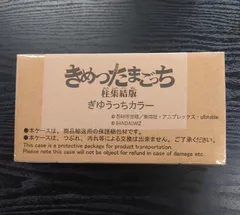 きめつたまごっち
柱集結版
ぎゆうっちカラー
©吾峠呼世晴／集英社・アニプレックス・ufotable
©BANDAI,WiZ
●本ケースは、商品輸送用の保護梱包材です。
●本ケースは、つぶれ、汚れ等による交換は出来ません。ご了承ください。
This case is a protective package for product transportation.
Please note this case will not be object for refund in case of damage etc.